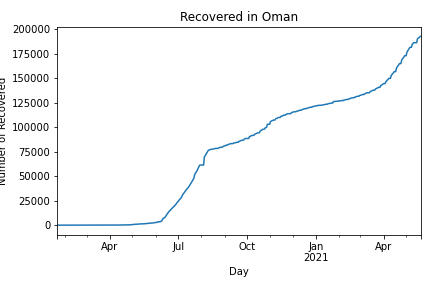 Recovered in Oman
Number of Recovered
200000
175000
150000
125000
100000
75000
50000
25000
0
Apr
Jul
Oct
Jan
2021
Apr
Day